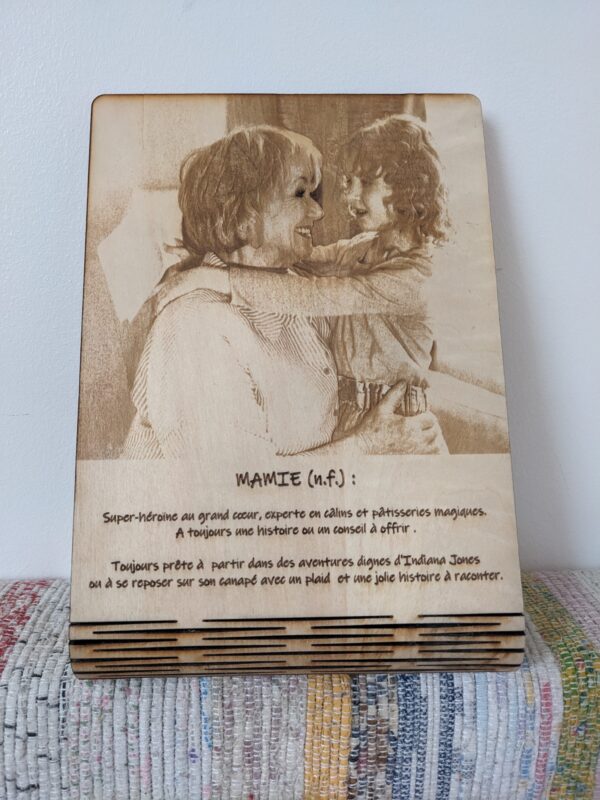 MAMIE (n.f.) :
Super-héroïne au grand cœur, experte en câlins et pâtisseries magiques.
A toujours une histoire ou un conseil à offrir .
Toujours prête à partir dans des aventures dignes d'Indiana Jones
ou à se reposer sur son canapé avec un plaid et une jolie histoire à raconter.